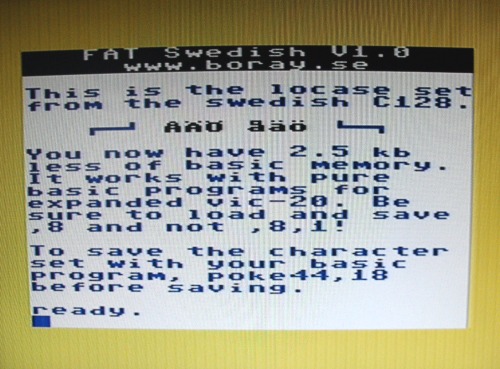 FAT Swedish V1.0
www.boray.se
This is the locase set
from the swedish C128.
ÅÄÖ åäö
You now have 2.5 kb
less of basic memory.
It works with pure
basic programs for
expanded vic-20. Be
sure to load and save
,8 and not ,8,1!
To save the character
set with your basic
program, poke44,18
before saving.
ready.